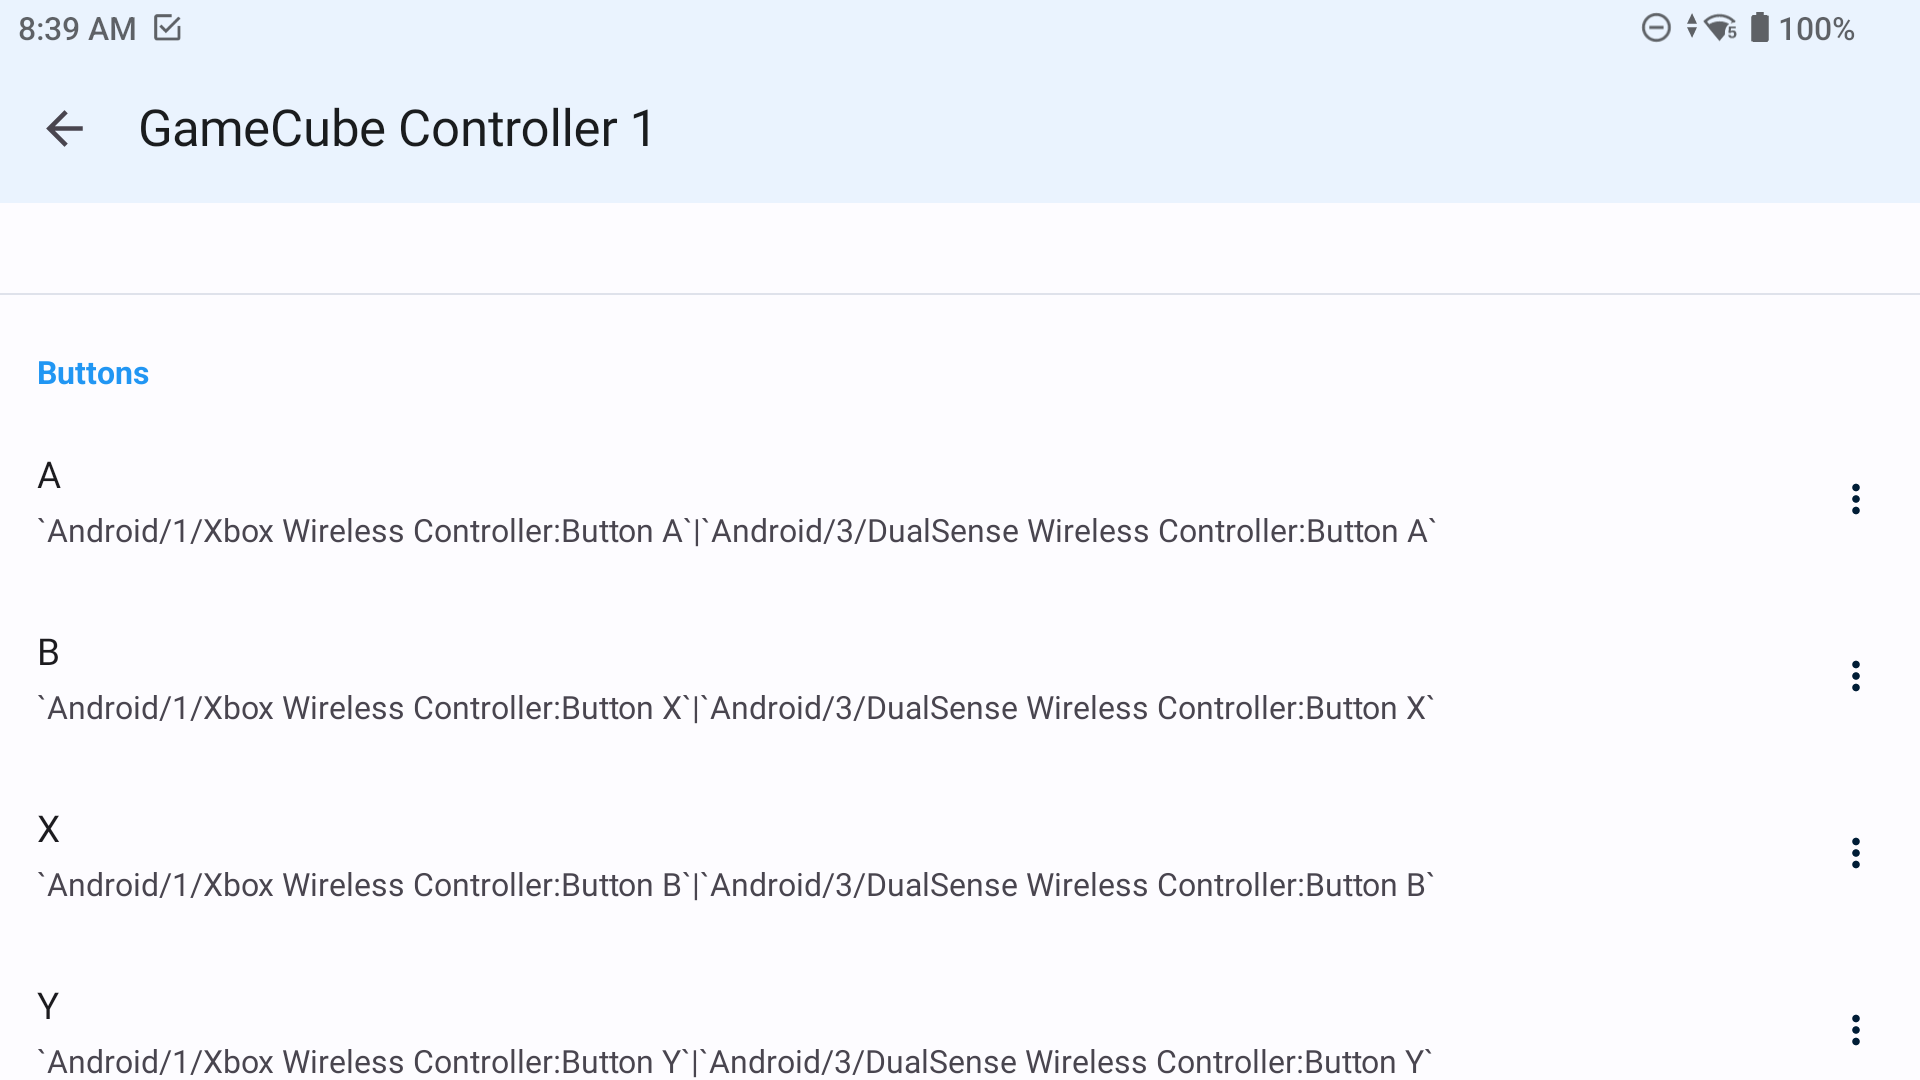 8:39 AM 5 100%
GameCube Controller 1
Buttons
A
`Android/1/Xbox Wireless Controller:Button A`|`Android/3/DualSense Wireless Controller:Button A`
B
`Android/1/Xbox Wireless Controller:Button X`|`Android/3/DualSense Wireless Controller:Button X`
X
`Android/1/Xbox Wireless Controller:Button B`|`Android/3/DualSense Wireless Controller:Button B`
Y
`Android/1/Xbox Wireless Controller:Button Y`|`Android/3/DualSense Wireless Controller:Button Y`